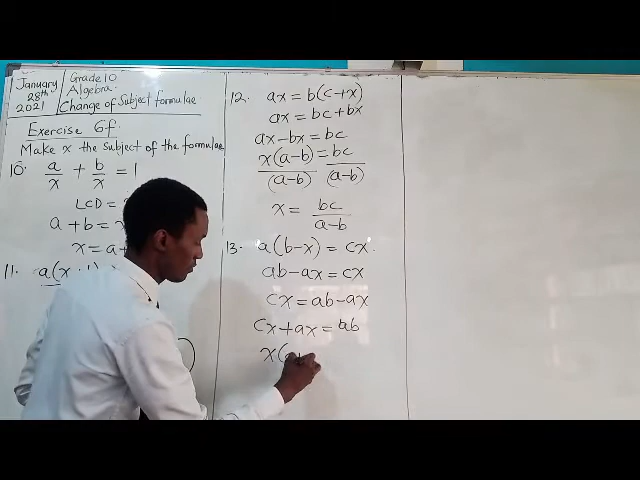 January
28th
2021
Grade 10
Algebra
Change of Subject formulae
Exercise 6f
Make x the Subject of the formulae
10. a/x + b/x = 1
LCD =
a + b =
x = a+
11. a(x
12. ax = b(c+x)
ax = bc + bx
ax - bx = bc
x(a-b) = bc
(a-b) (a-b)
x = bc/a-b
13. a(b-x) = cx.
ab - ax = cx
cx = ab - ax
cx + ax = ab
x(